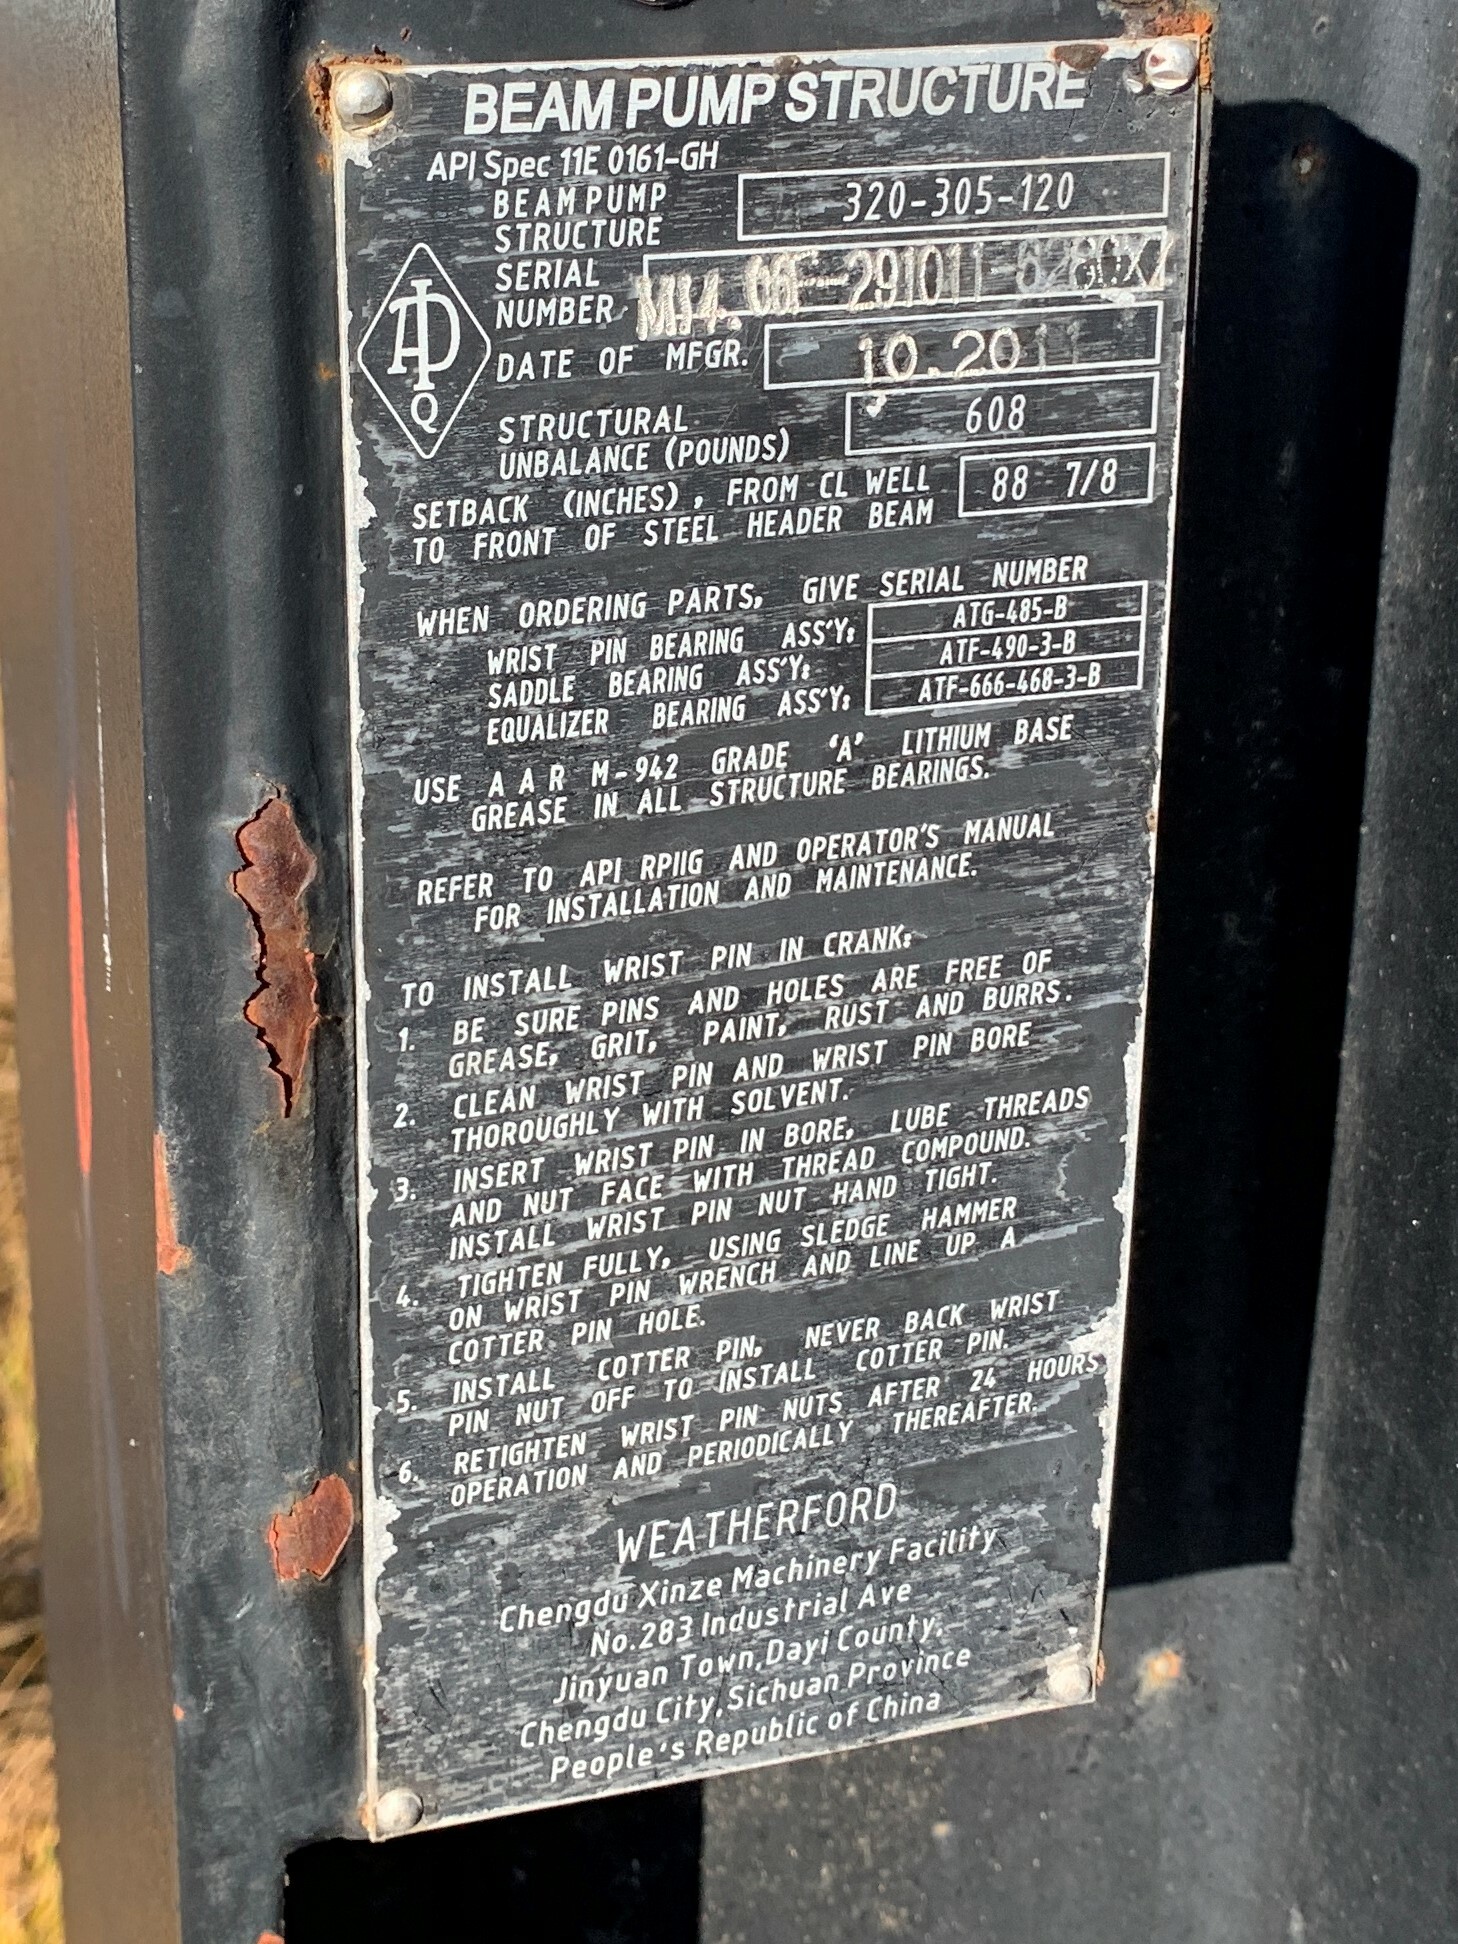 BEAM PUMP STRUCTURE
API Spec 11E 0161-GH
BEAM PUMP STRUCTURE 320-305-120
SERIAL NUMBER
DATE OF MFGR. 10.2011
STRUCTURAL UNBALANCE (POUNDS) 608
SETBACK (INCHES), FROM CL WELL
TO FRONT OF STEEL HEADER BEAM 88 7/8
WHEN ORDERING PARTS, GIVE SERIAL NUMBER
WRIST PIN BEARING ASS'Y: ATG-485-B
SADDLE BEARING ASS'Y: ATF-490-3-B
EQUALIZER BEARING ASS'Y: ATF-666-468-3-B
USE A A R M-942 GRADE 'A' LITHIUM BASE
GREASE IN ALL STRUCTURE BEARINGS.
REFER TO API RPIIG AND OPERATOR'S MANUAL
FOR INSTALLATION AND MAINTENANCE.
TO INSTALL WRIST PIN IN CRANK:
1. BE SURE PINS AND HOLES ARE FREE OF
GREASE, GRIT, PAINT, RUST AND BURRS.
2. CLEAN WRIST PIN AND WRIST PIN BORE
THOROUGHLY WITH SOLVENT.
3. INSERT WRIST PIN IN BORE, LUBE THREADS
AND NUT FACE WITH THREAD COMPOUND.
INSTALL WRIST PIN NUT HAND TIGHT.
4. TIGHTEN FULLY, USING SLEDGE HAMMER
ON WRIST PIN WRENCH AND LINE UP A
COTTER PIN HOLE.
5. INSTALL COTTER PIN, NEVER BACK WRIST
PIN NUT OFF TO INSTALL COTTER PIN.
6. RETIGHTEN WRIST PIN NUTS AFTER 24 HOURS
OPERATION AND PERIODICALLY THEREAFTER.
WEATHERFORD
Chengdu Xinze Machinery Facility
No.283 Industrial Ave
Jinyuan Town,Dayi County,
Chengdu City,Sichuan Province
People's Republic of China